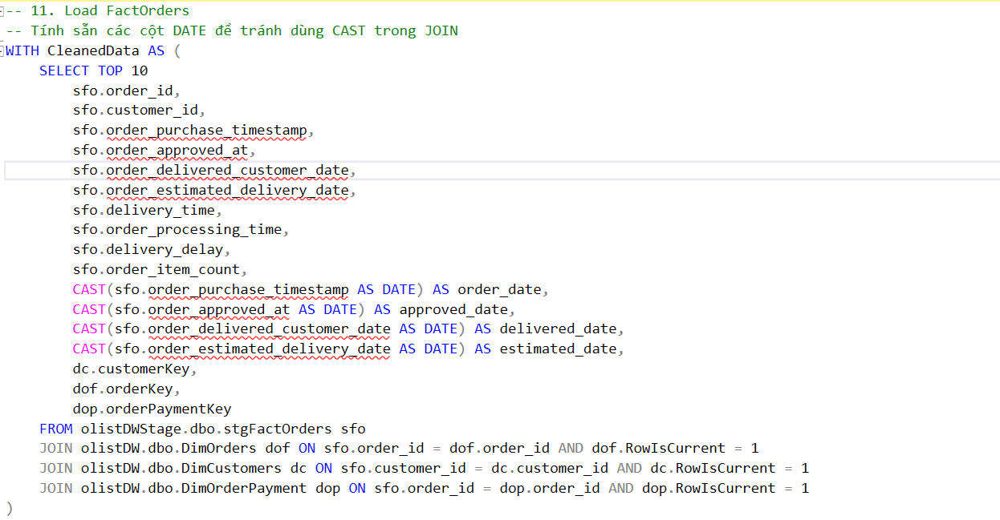 -- 11. Load FactOrders
-- Tính sẵn các cột DATE để tránh dùng CAST trong JOIN
WITH CleanedData AS (
    SELECT TOP 10
        sfo.order_id,
        sfo.customer_id,
        sfo.order_purchase_timestamp,
        sfo.order_approved_at,
        sfo.order_delivered_customer_date,
        sfo.order_estimated_delivery_date,
        sfo.delivery_time,
        sfo.order_processing_time,
        sfo.delivery_delay,
        sfo.order_item_count,
        CAST(sfo.order_purchase_timestamp AS DATE) AS order_date,
        CAST(sfo.order_approved_at AS DATE) AS approved_date,
        CAST(sfo.order_delivered_customer_date AS DATE) AS delivered_date,
        CAST(sfo.order_estimated_delivery_date AS DATE) AS estimated_date,
        dc.customerKey,
        dof.orderKey,
        dop.orderPaymentKey
    FROM olistDWStage.dbo.stgFactOrders sfo
    JOIN olistDW.dbo.DimOrders dof ON sfo.order_id = dof.order_id AND dof.RowIsCurrent = 1
    JOIN olistDW.dbo.DimCustomers dc ON sfo.customer_id = dc.customer_id AND dc.RowIsCurrent = 1
    JOIN olistDW.dbo.DimOrderPayment dop ON sfo.order_id = dop.order_id AND dop.RowIsCurrent = 1
)